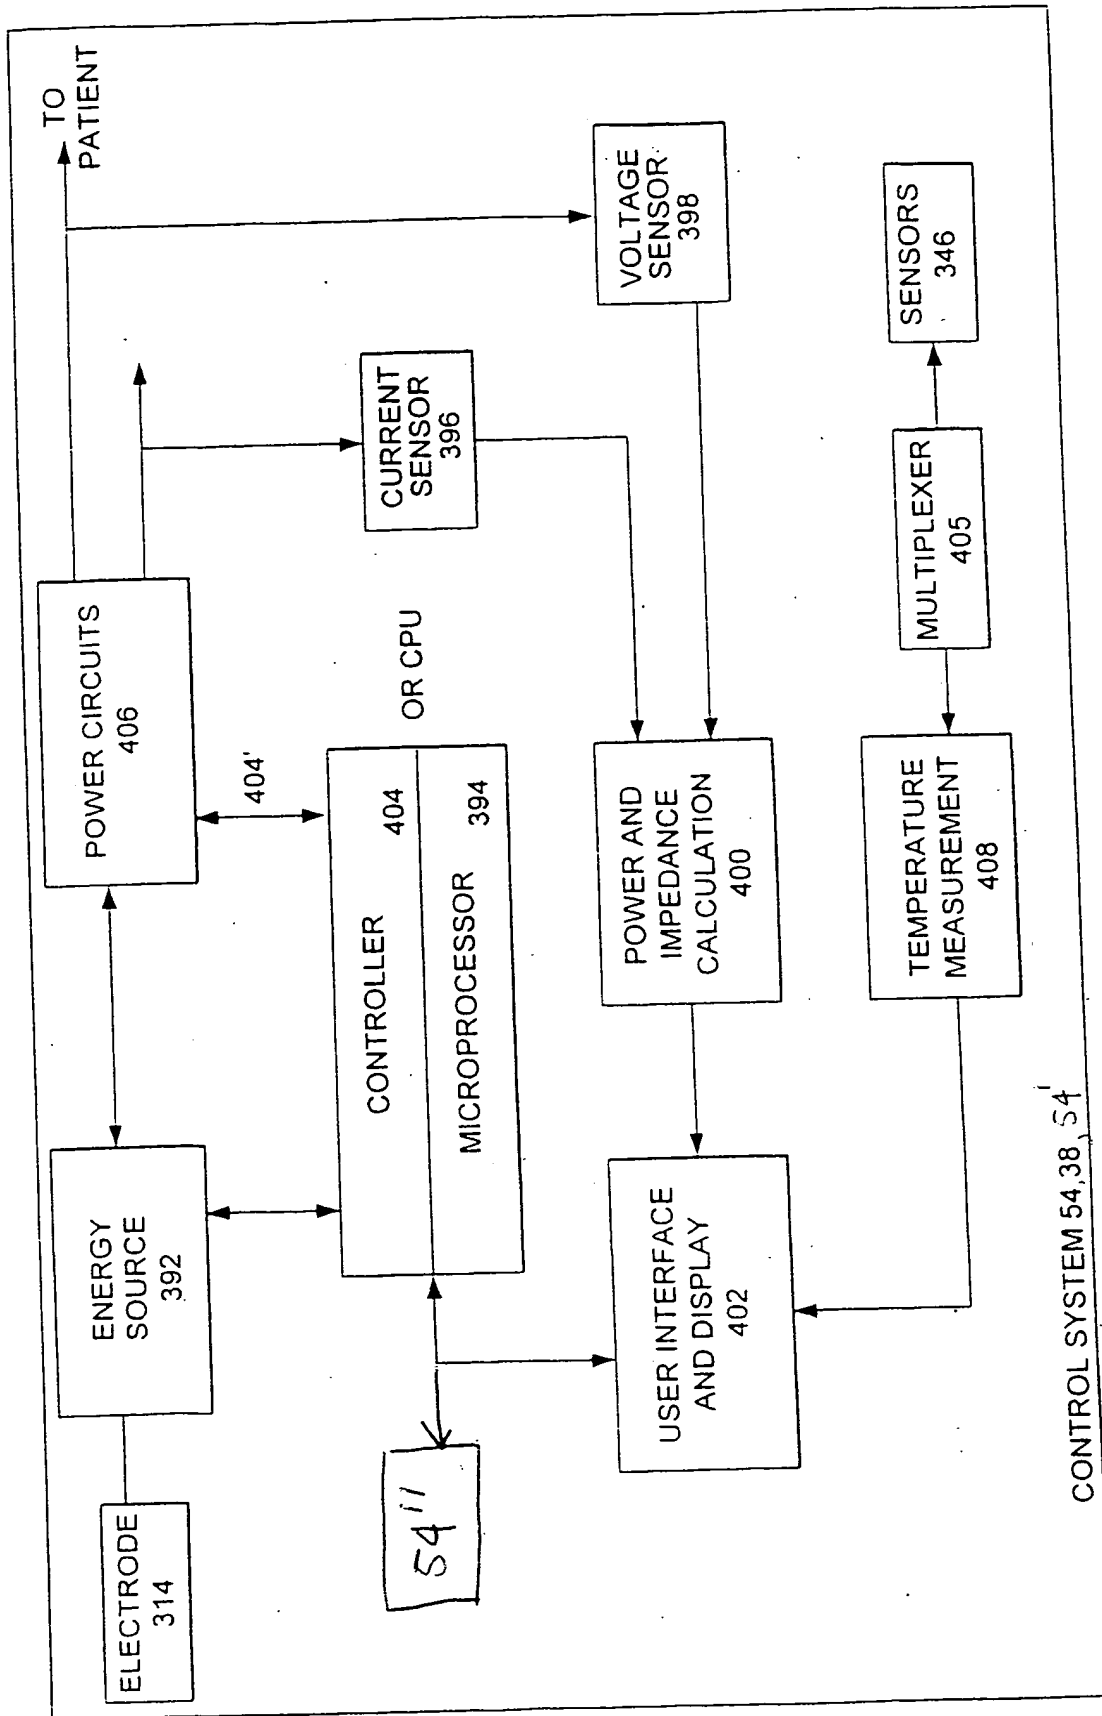 ELECTRODE
314
ENERGY
SOURCE
392
POWER CIRCUITS
406
TO
PATIENT
404'
CONTROLLER
404
MICROPROCESSOR
394
OR CPU
CURRENT
SENSOR
396
VOLTAGE
SENSOR
398
54''
USER INTERFACE
AND DISPLAY
402
POWER AND
IMPEDANCE
CALCULATION
400
TEMPERATURE
MEASUREMENT
408
MULTIPLEXER
405
SENSORS
346
CONTROL SYSTEM 54,38, 54'